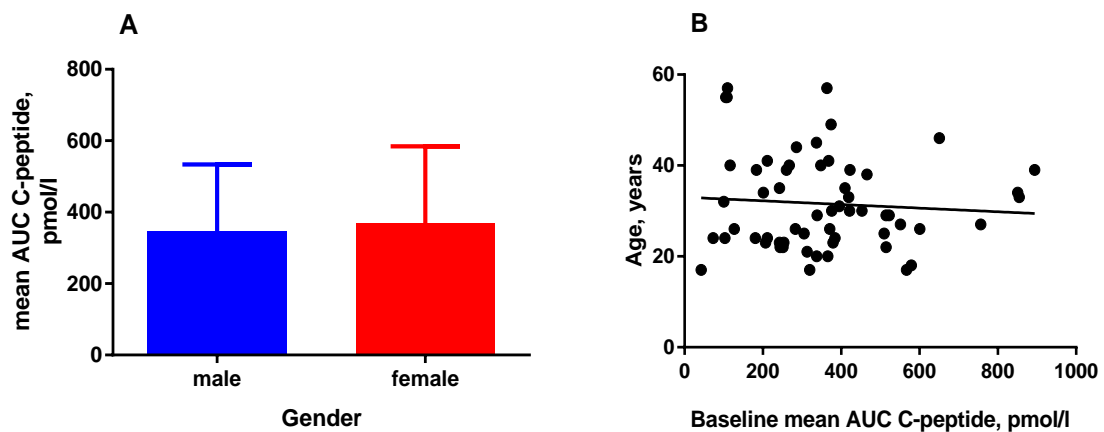 A
mean AUC C-peptide,
pmol/l
800
600
400
200
0
male female
Gender
B
Age, years
60
40
20
0
0 200 400 600 800 1000
Baseline mean AUC C-peptide, pmol/l